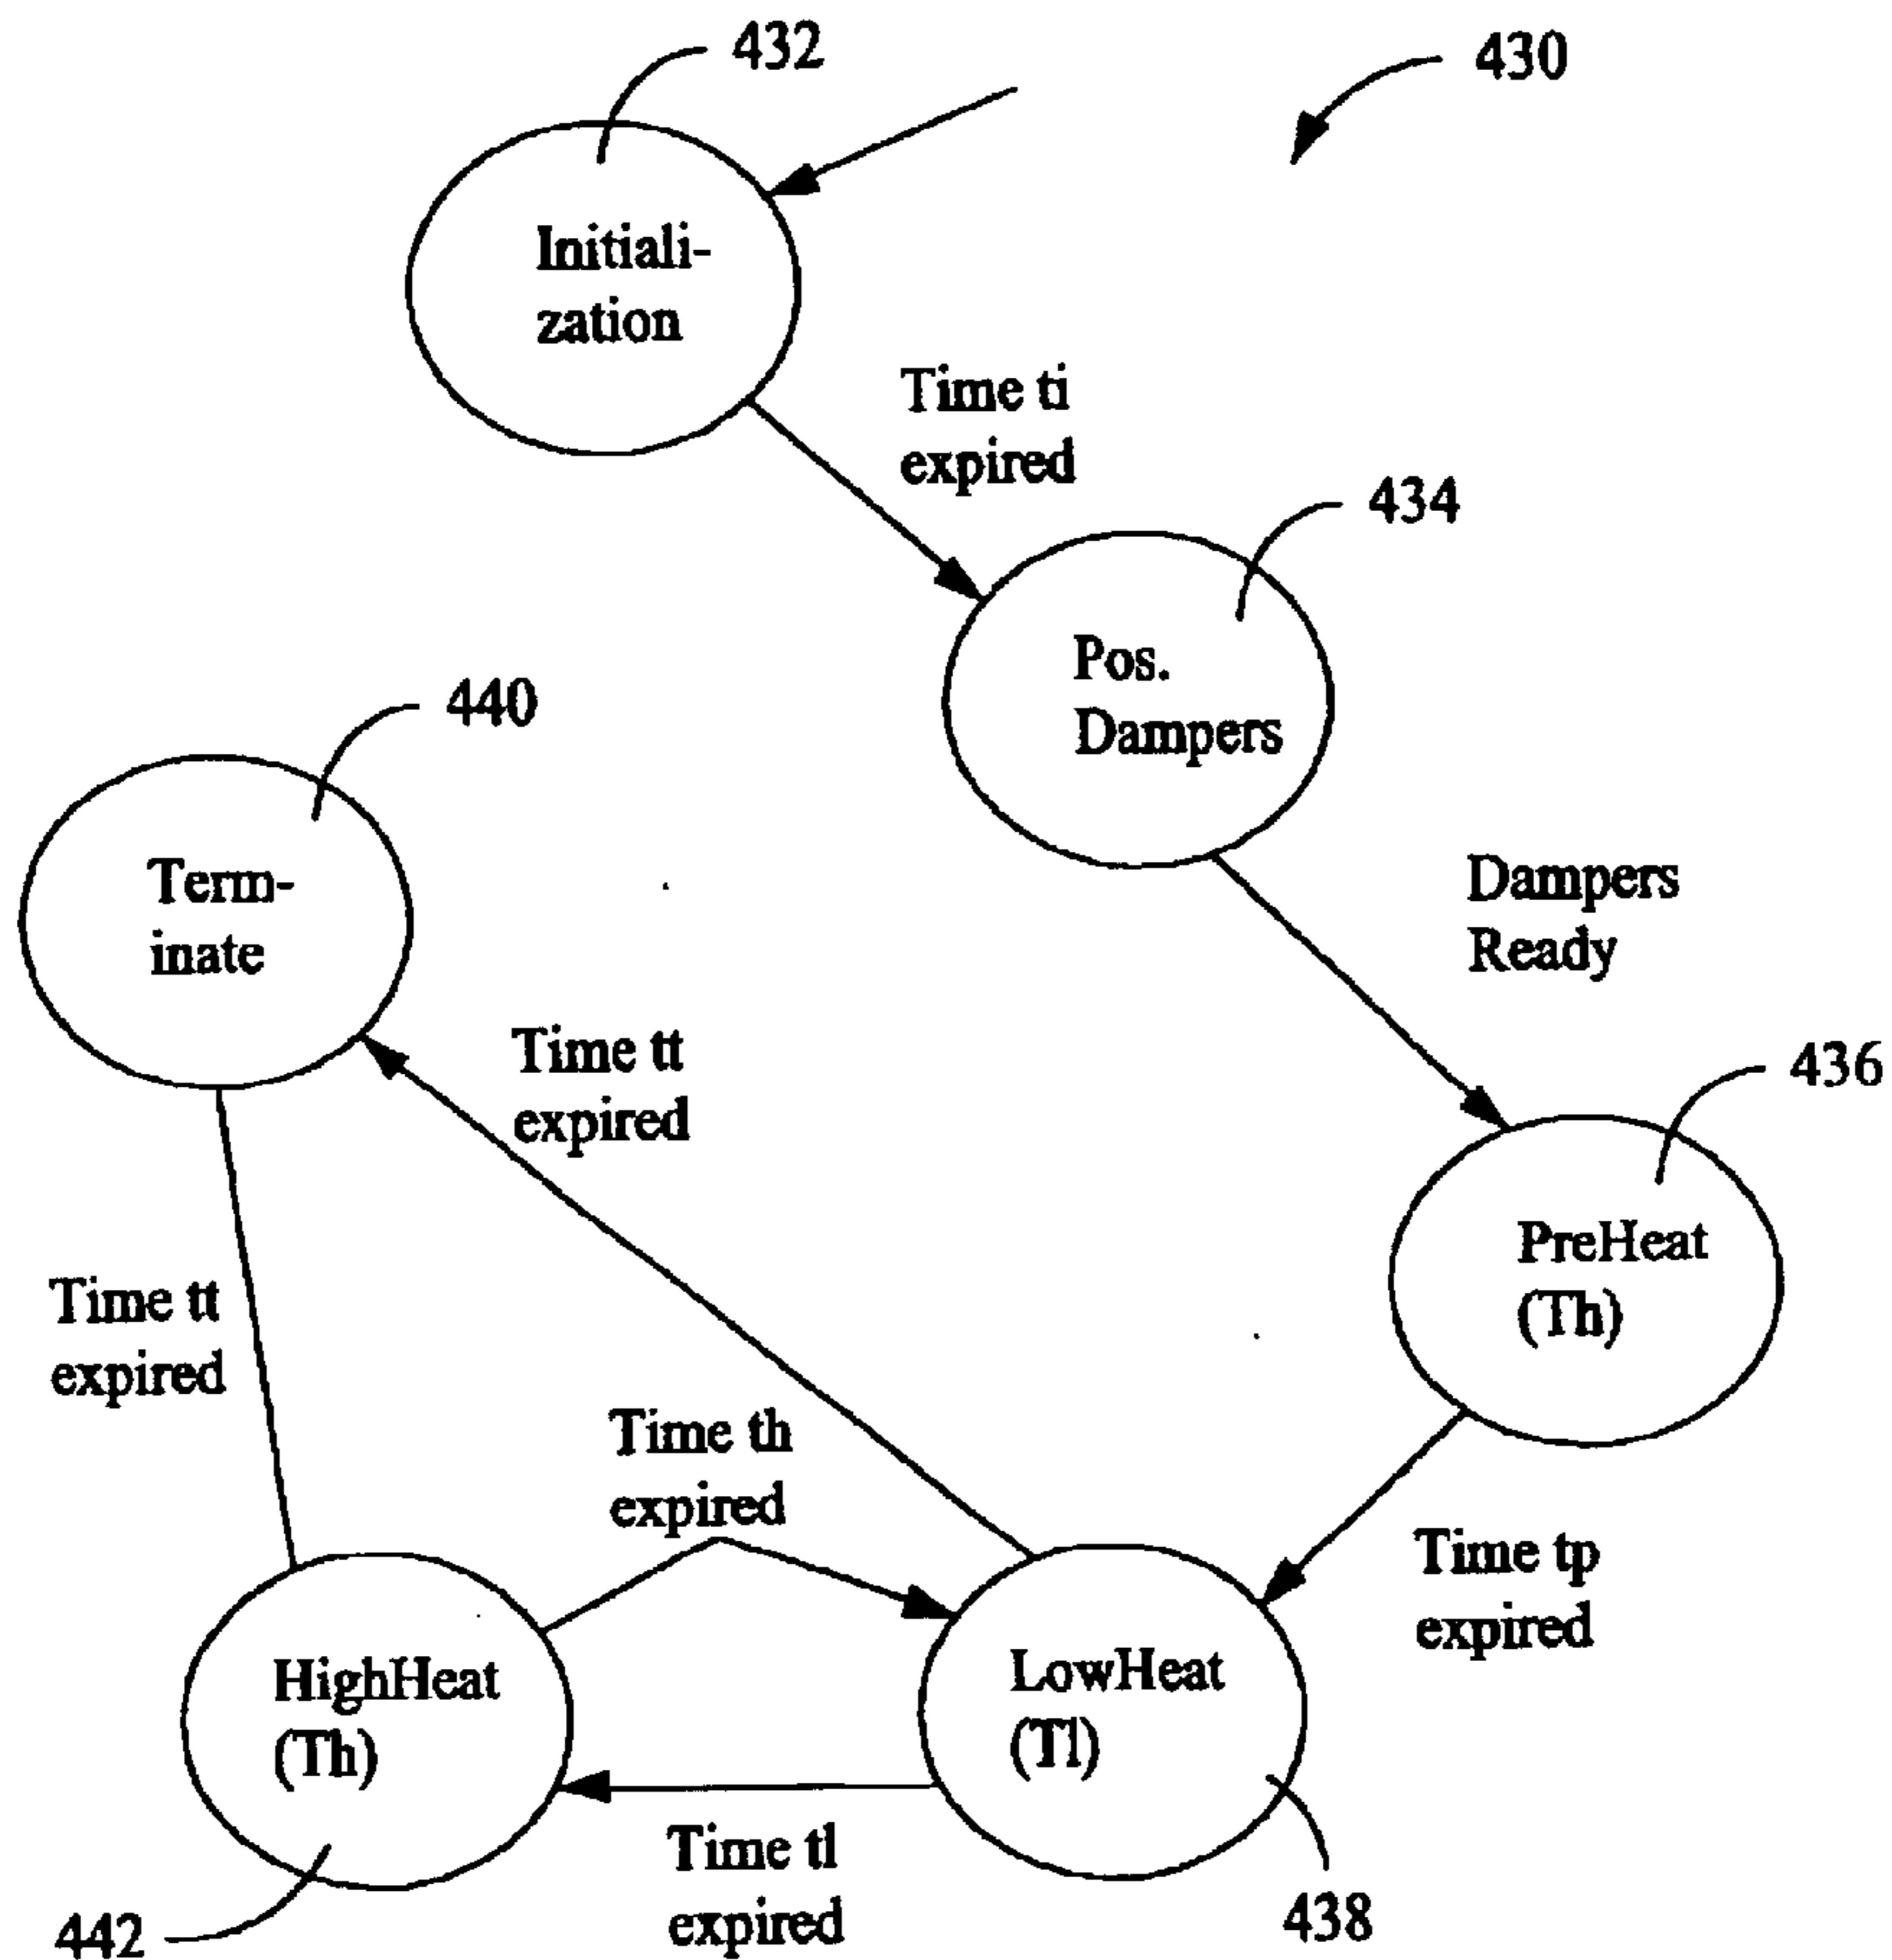 432
430
Initiali-
zation
Time ti
expired
434
Pos.
Dampers
440
Term-
inate
Dampers
Ready
Time tt
expired
436
PreHeat
(Th)
Time tt
expired
Time th
expired
Time tp
expired
HighHeat
(Th)
LowHeat
(Tl)
Time tl
expired
442
438